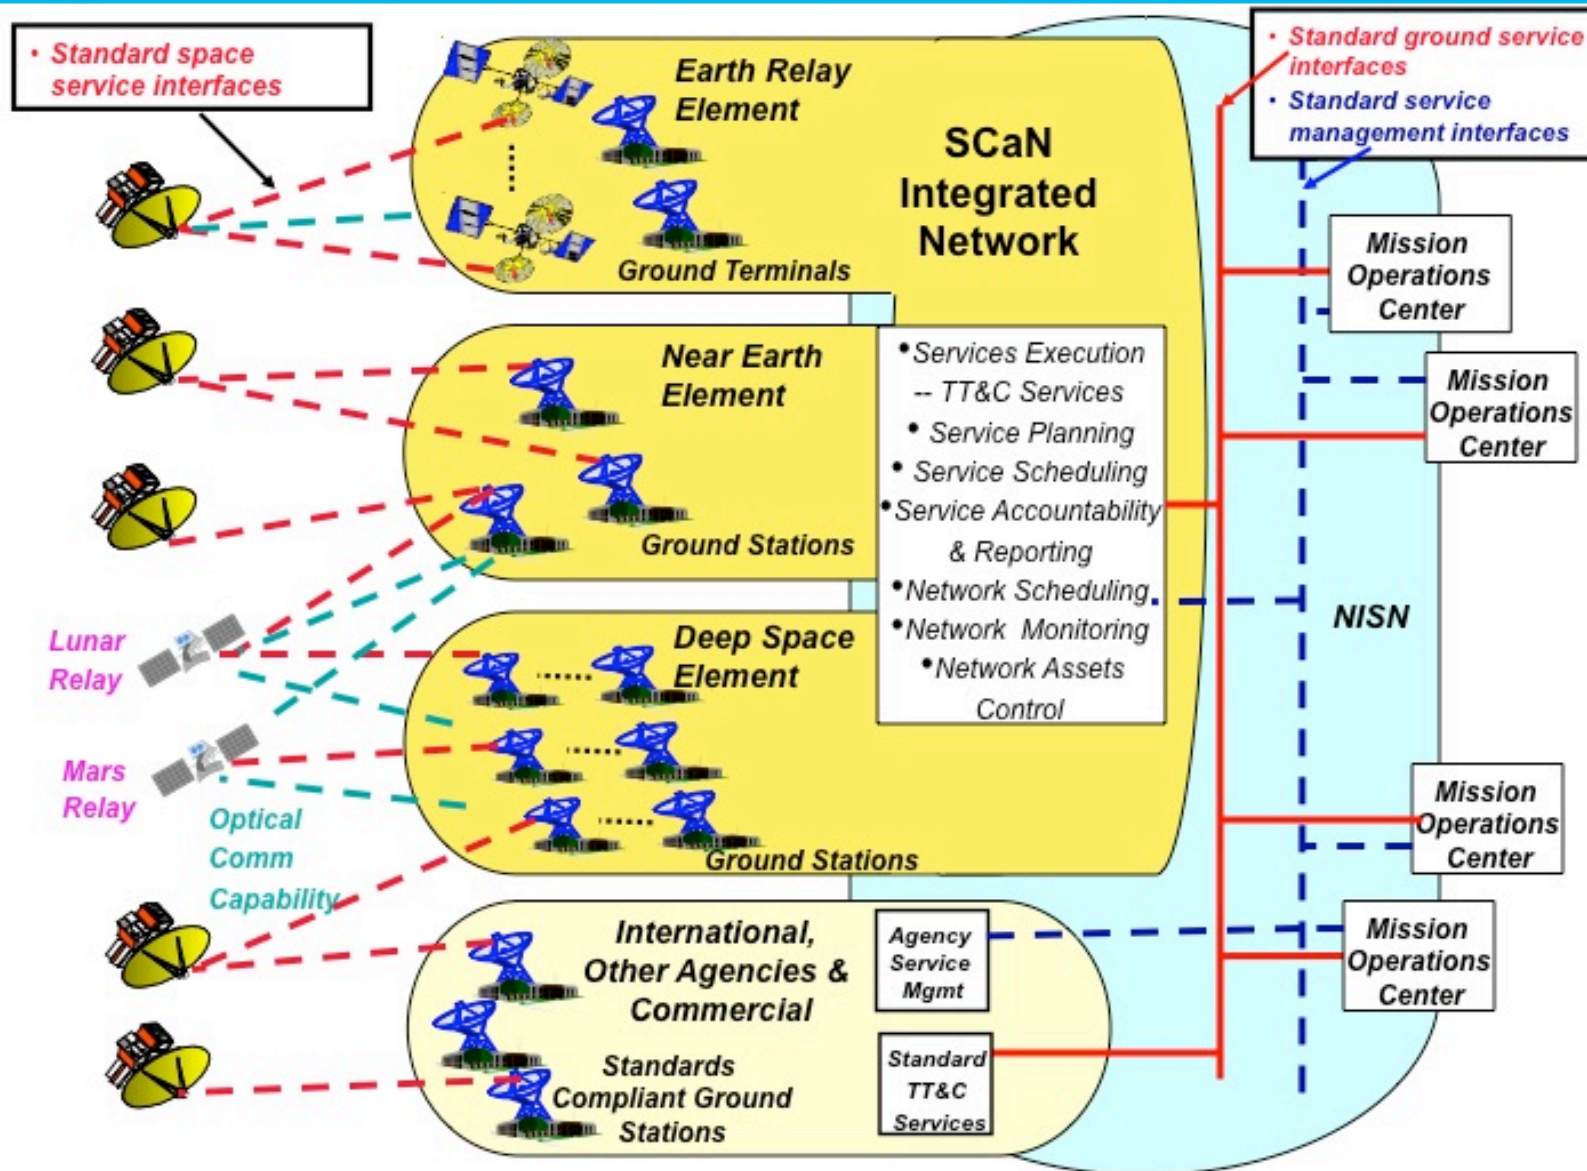 • Standard space
service interfaces
Earth Relay
Element
Ground Terminals
SCaN
Integrated
Network
• Standard ground service
interfaces
• Standard service
management interfaces
Mission
Operations
Center
Near Earth
Element
Ground Stations
• Services Execution
-- TT&C Services
• Service Planning
• Service Scheduling
• Service Accountability
& Reporting
• Network Scheduling
• Network Monitoring
• Network Assets
Control
Mission
Operations
Center
NISN
Lunar
Relay
Mars
Relay
Optical
Comm
Capability
Deep Space
Element
Ground Stations
Mission
Operations
Center
International,
Other Agencies &
Commercial
Standards
Compliant Ground
Stations
Agency
Service
Mgmt
Standard
TT&C
Services
Mission
Operations
Center